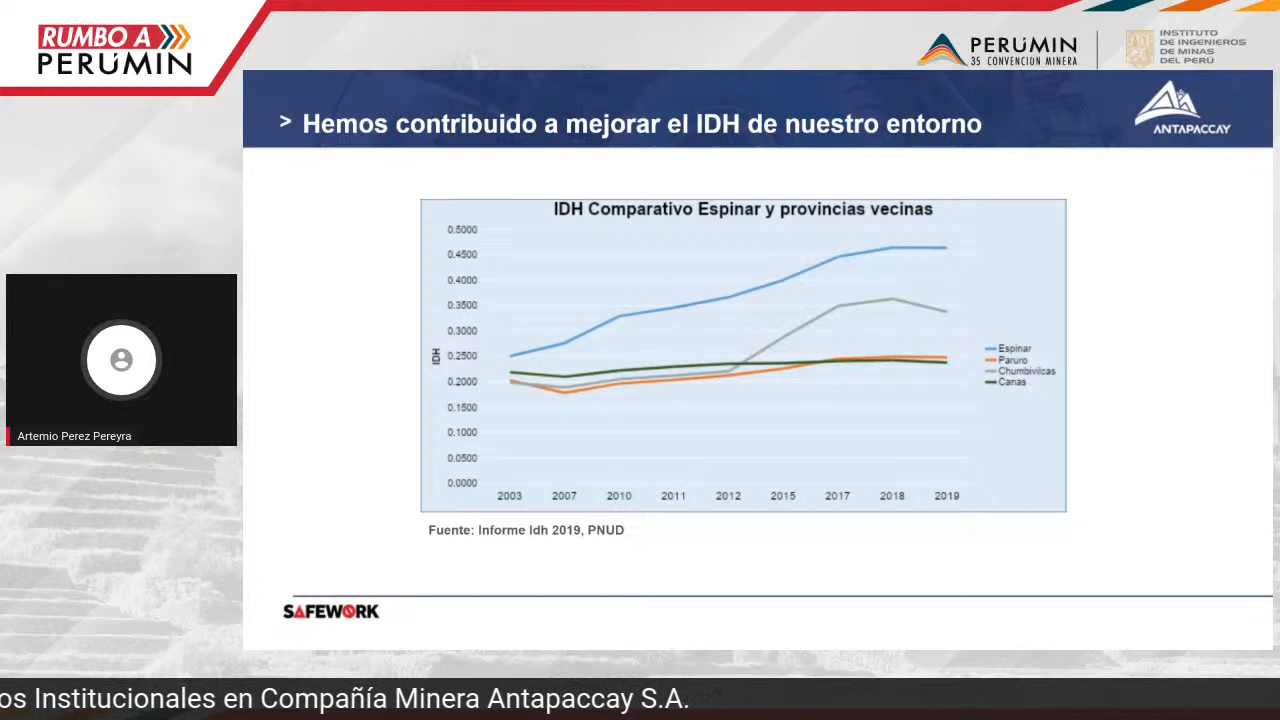 RUMBO A
PERÚMIN
PERÚMIN
35 CONVENCIÓN MINERA
INSTITUTO
DE INGENIEROS
DE MINAS
DEL PERÚ
> Hemos contribuido a mejorar el IDH de nuestro entorno
ANTAPACCAY
IDH Comparativo Espinar y provincias vecinas
0.5000
0.4500
0.4000
0.3500
0.3000
0.2500
0.2000
0.1500
0.1000
0.0500
0.0000
IDH
2003 2007 2010 2011 2012 2015 2017 2018 2019
Espinar
Paruro
Chumbivilcas
Canas
Fuente: Informe Idh 2019, PNUD
Artemio Perez Pereyra
SAFEWORK
os Institucionales en Compañía Minera Antapaccay S.A.